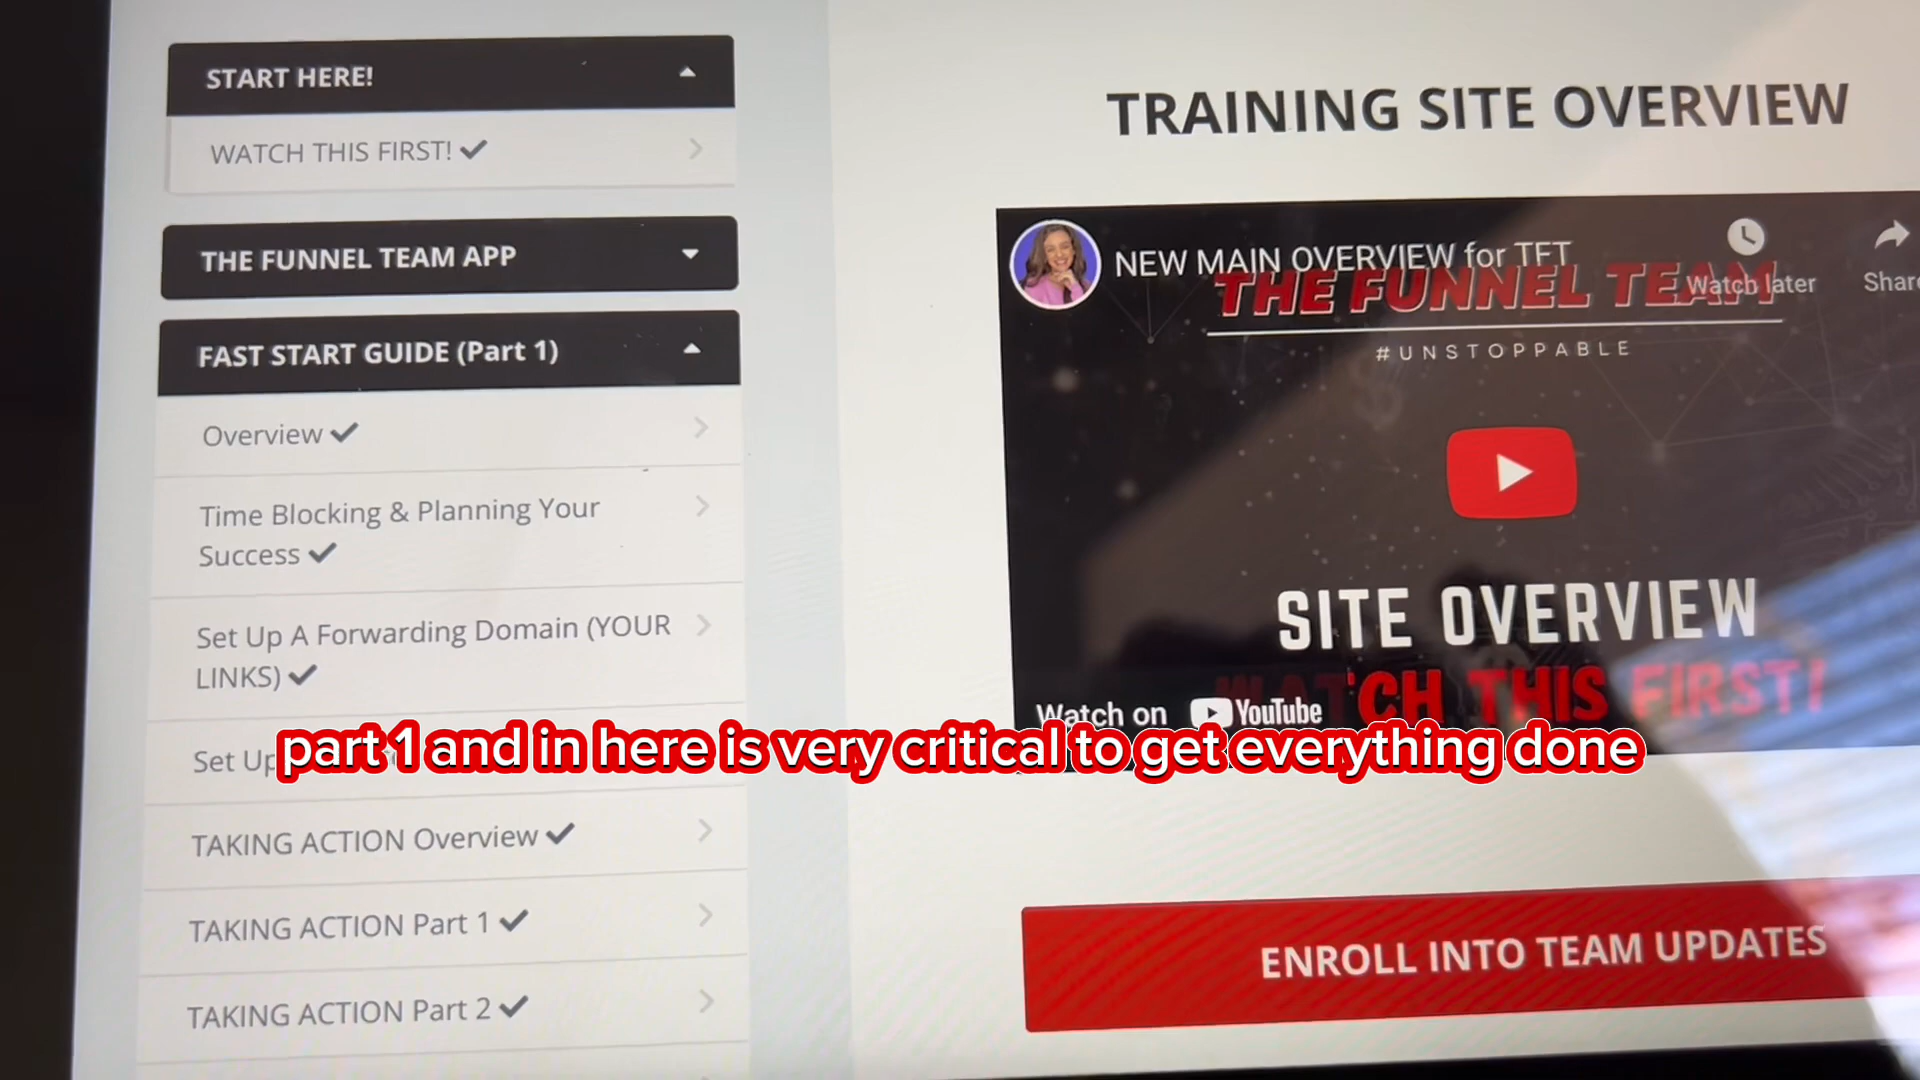 START HERE!
WATCH THIS FIRST! ✔
THE FUNNEL TEAM APP
FAST START GUIDE (Part 1)
Overview ✔
Time Blocking & Planning Your
Success ✔
Set Up A Forwarding Domain (YOUR
LINKS) ✔
Set Up
TAKING ACTION Overview ✔
TAKING ACTION Part 1 ✔
TAKING ACTION Part 2 ✔
TRAINING SITE OVERVIEW
NEW MAIN OVERVIEW for TFT
Watch later
Share
THE FUNNEL TEAM
#UNSTOPPABLE
SITE OVERVIEW
WATCH THIS FIRST!
Watch on YouTube
part 1 and in here is very critical to get everything done
ENROLL INTO TEAM UPDATES